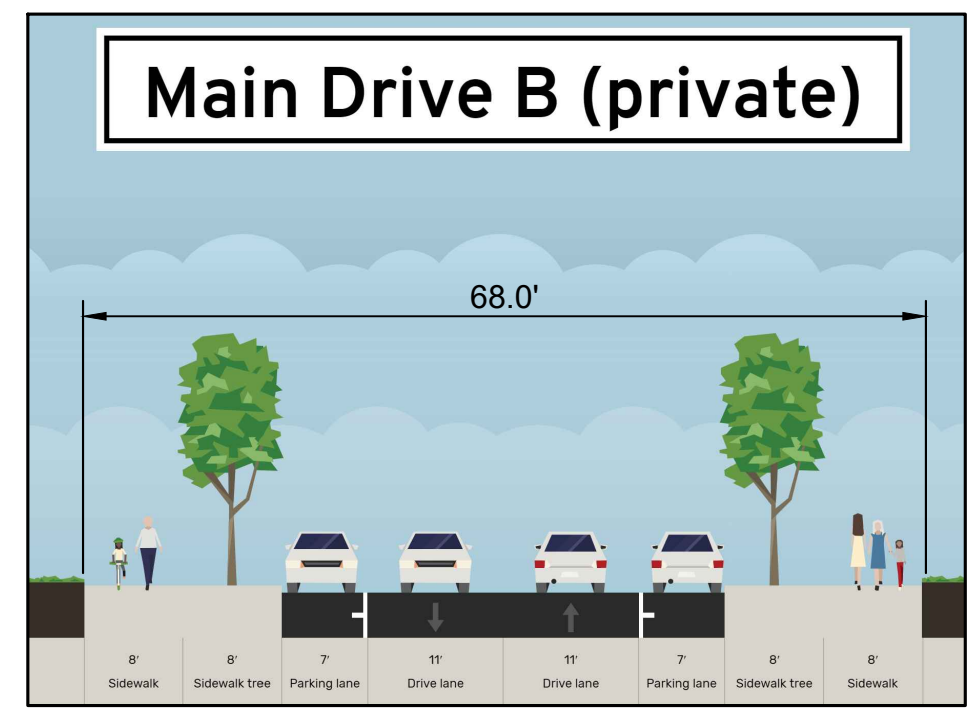 Main Drive B (private)
68.0'
8' 8' 7' 11' 11' 7' 8' 8'
Sidewalk Sidewalk tree Parking lane Drive lane Drive lane Parking lane Sidewalk tree Sidewalk